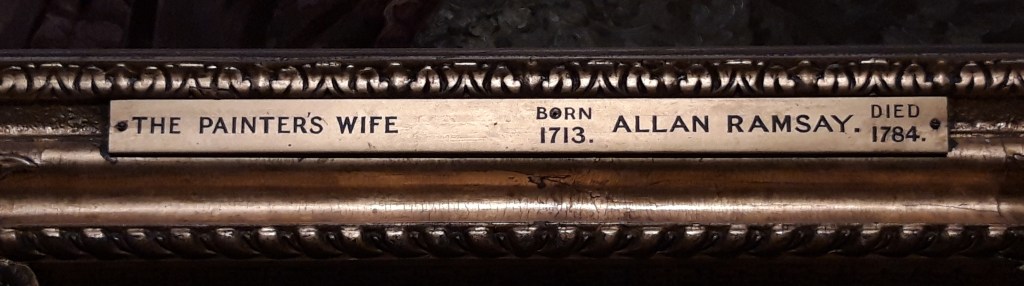 THE PAINTER'S WIFE
BORN
1713.
ALLAN RAMSAY.
DIED
1784.